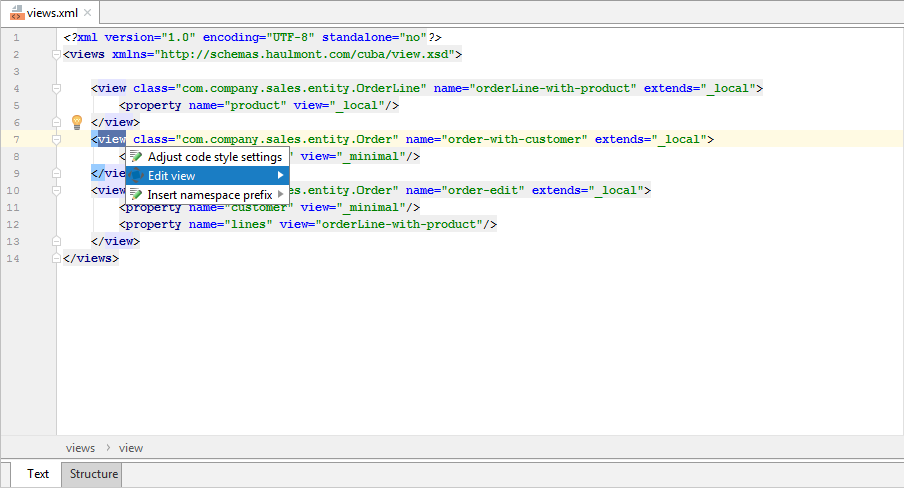 views.xml
1 <?xml version="1.0" encoding="UTF-8" standalone="no"?>
2 <views xmlns="http://schemas.haulmont.com/cuba/view.xsd">
3
4 <view class="com.company.sales.entity.OrderLine" name="orderLine-with-product" extends="_local">
5 <property name="product" view="_local"/>
6 </view>
7 <view class="com.company.sales.entity.Order" name="order-with-customer" extends="_local">
Adjust code style settings
8 < " view="_minimal"/>
Edit view
9 </vie
10 <view les.entity.Order" name="order-edit" extends="_local">
Insert namespace prefix
11 <property name="customer" view="_minimal"/>
12 <property name="lines" view="orderLine-with-product"/>
13 </view>
14 </views>
views > view
Text Structure